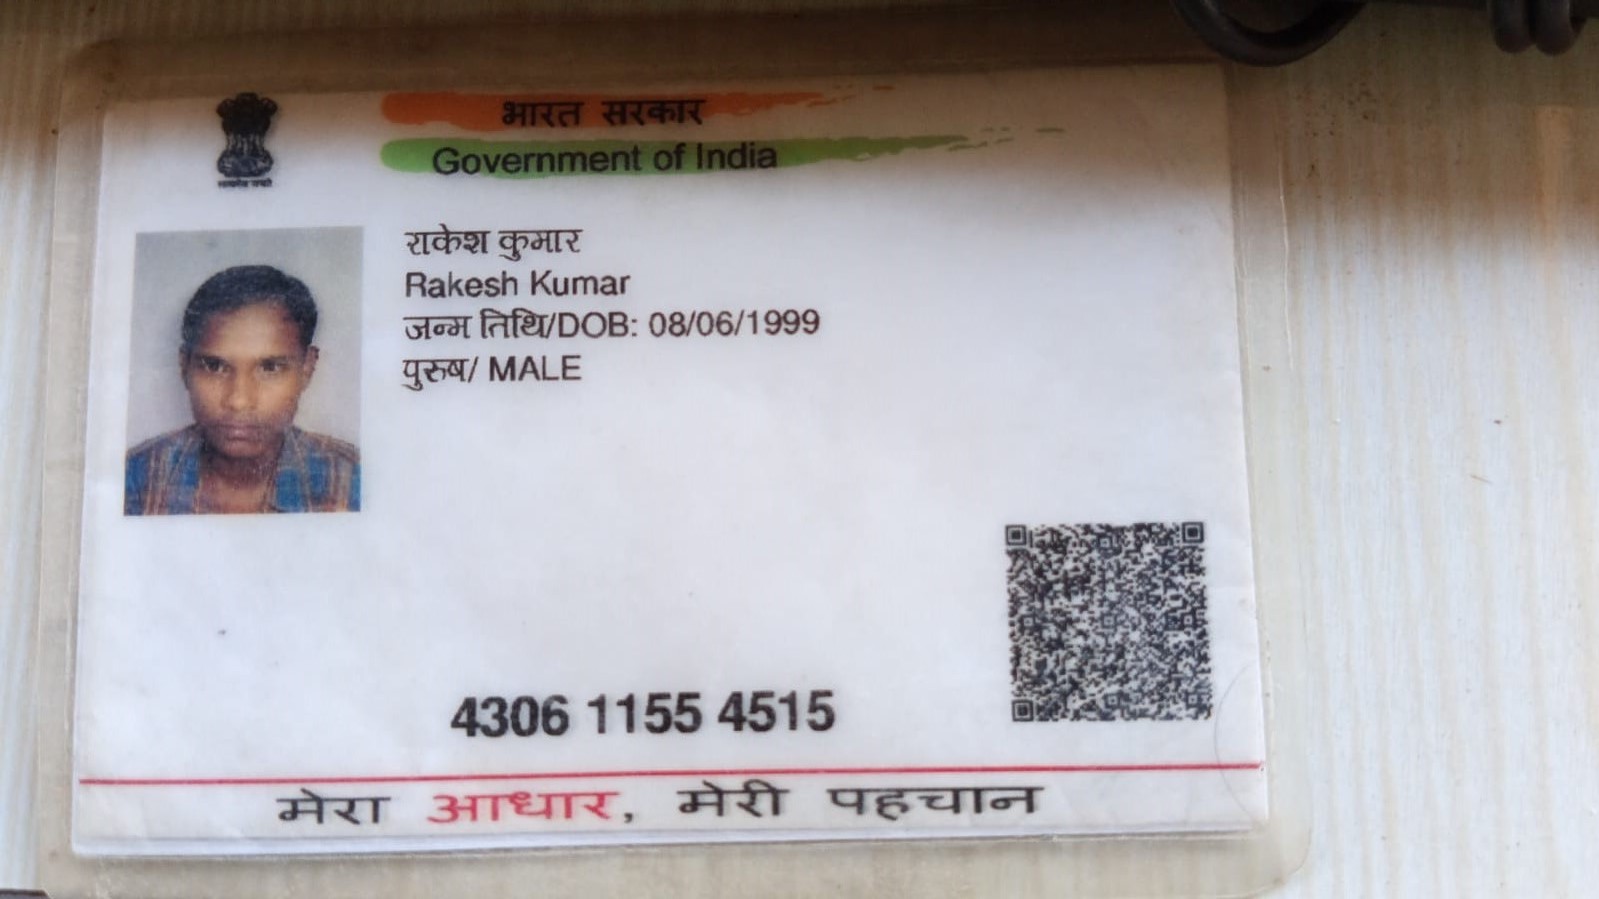 भारत सरकार
Government of India
राकेश कुमार
Rakesh Kumar
जन्म तिथि/DOB: 08/06/1999
पुरुष/ MALE
4306 1155 4515
मेरा आधार, मेरी पहचान